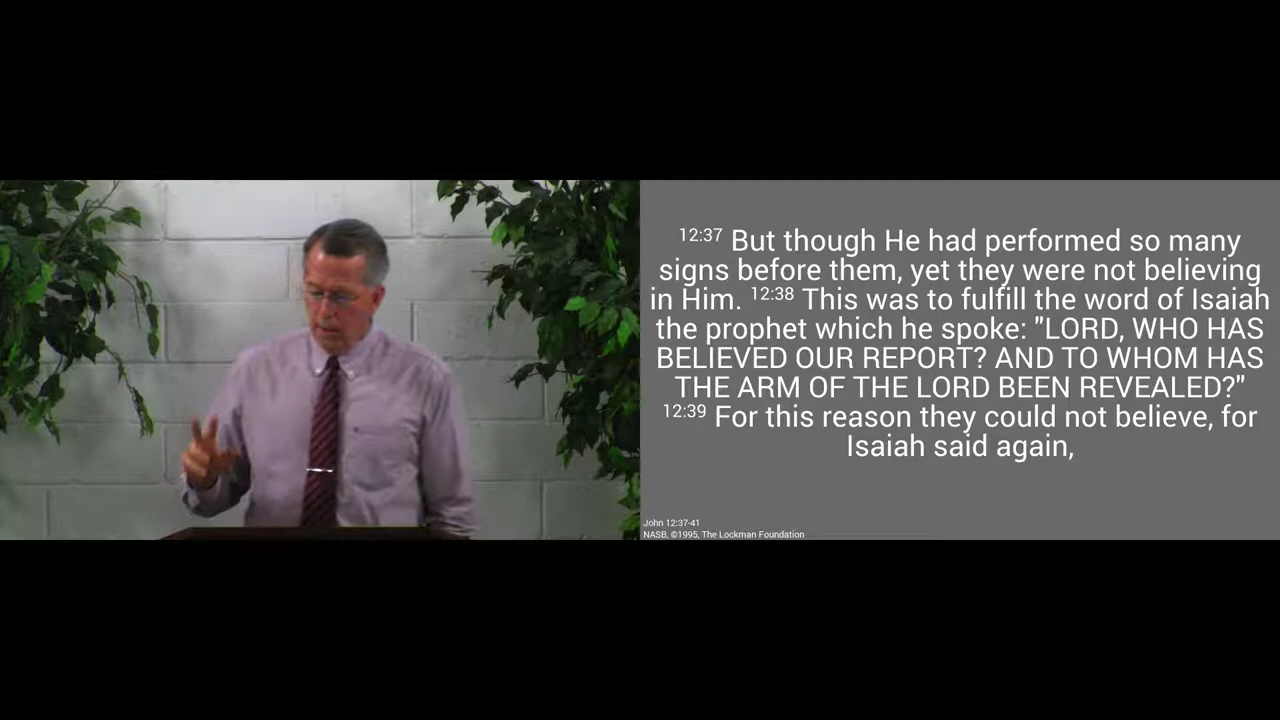 12:37 But though He had performed so many
signs before them, yet they were not believing
in Him. 12:38 This was to fulfill the word of Isaiah
the prophet which he spoke: "LORD, WHO HAS
BELIEVED OUR REPORT? AND TO WHOM HAS
THE ARM OF THE LORD BEEN REVEALED?"
12:39 For this reason they could not believe, for
Isaiah said again,
John 12:37-41
NASB, ©1995, The Lockman Foundation